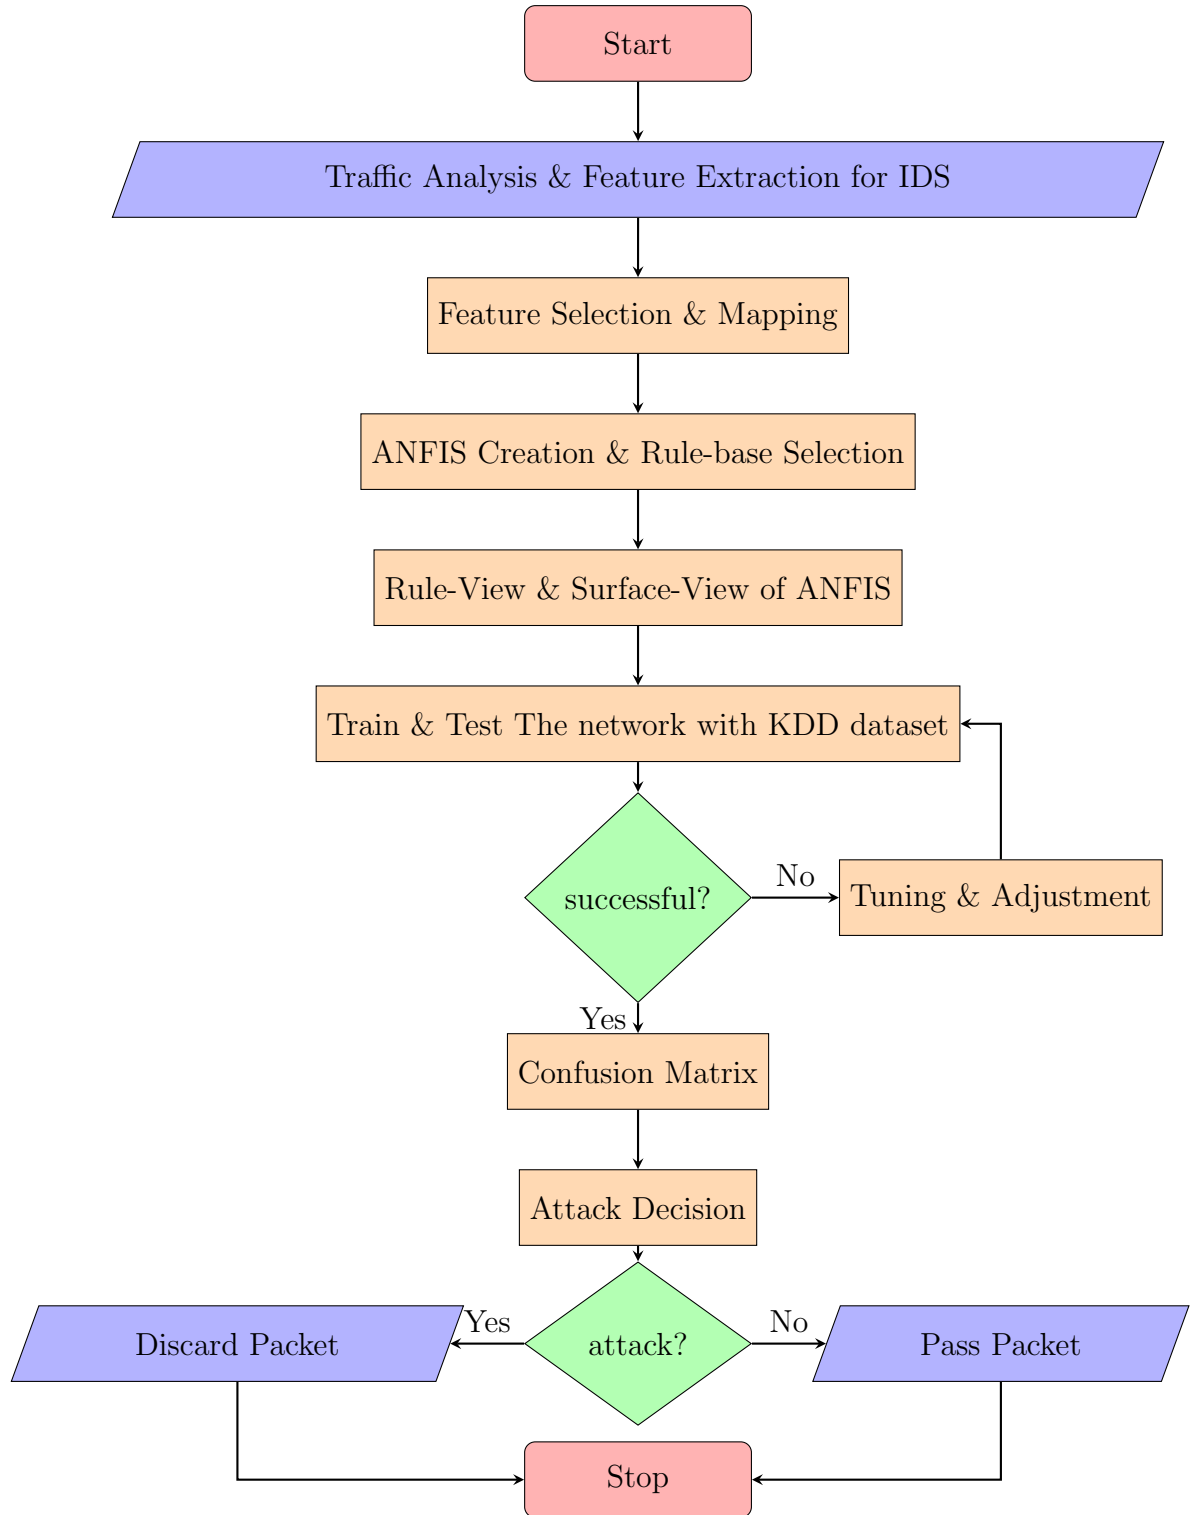 Start
Traffic Analysis & Feature Extraction for IDS
Feature Selection & Mapping
ANFIS Creation & Rule-base Selection
Rule-View & Surface-View of ANFIS
Train & Test The network with KDD dataset
successful?
No
Tuning & Adjustment
Yes
Confusion Matrix
Attack Decision
Discard Packet
Yes
attack?
No
Pass Packet
Stop